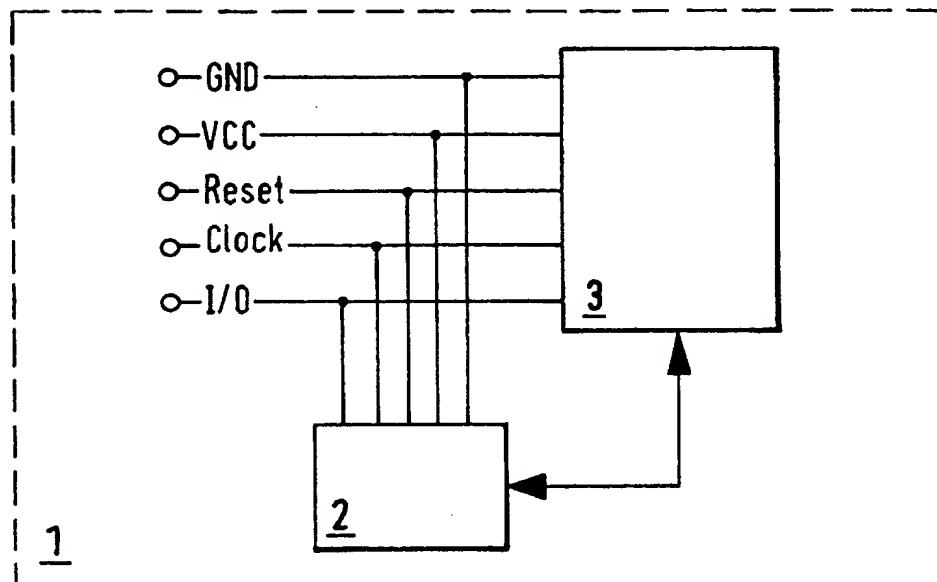 GND
VCC
Reset
Clock
I/O
3
2
1